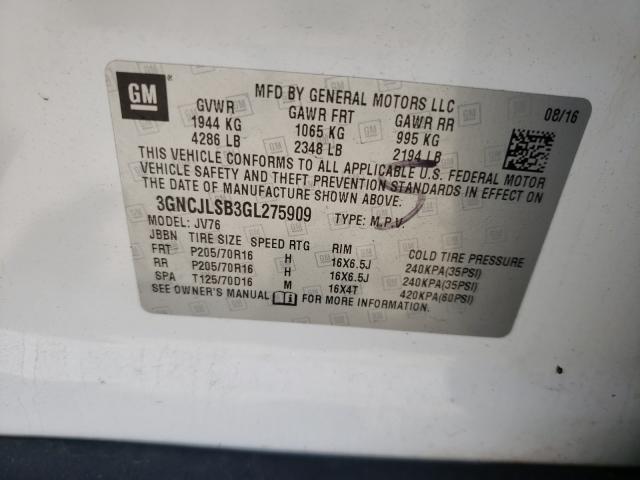 GM ®
MFD BY GENERAL MOTORS LLC 08/16
GVWR GAWR FRT GAWR RR
1944 KG 1065 KG 995 KG
4286 LB 2348 LB 2194 LB
THIS VEHICLE CONFORMS TO ALL APPLICABLE U.S. FEDERAL MOTOR
VEHICLE SAFETY AND THEFT PREVENTION STANDARDS IN EFFECT ON
THE DATE OF MANUFACTURE SHOWN ABOVE.
3GNCJLSB3GL275909 TYPE: M.P.V.
MODEL: JV76
JBBN TIRE SIZE SPEED RTG RIM COLD TIRE PRESSURE
FRT P205/70R16 H 16X6.5J 240KPA(35PSI)
RR P205/70R16 H 16X6.5J 240KPA(35PSI)
SPA T125/70D16 M 16X4T 420KPA(60PSI)
SEE OWNER'S MANUAL FOR MORE INFORMATION.